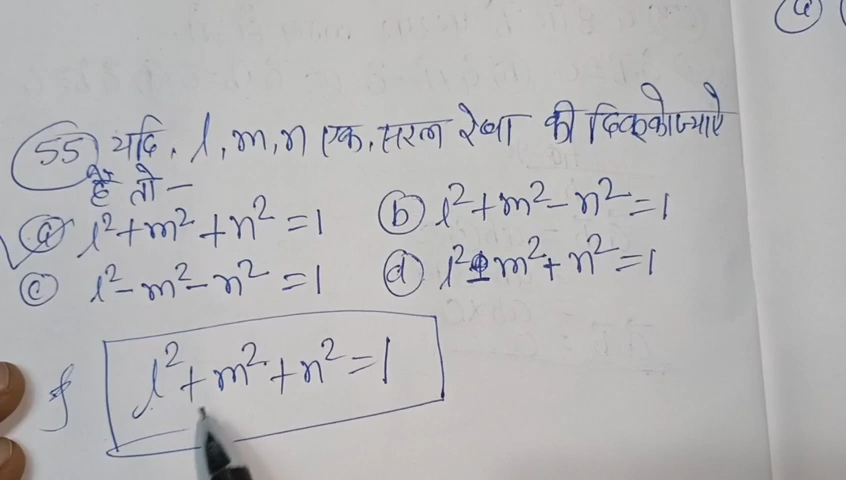 55 यदि, l, m, n एक, सरल रेखा की दिक्कोज्याऐ
हैं तो -
(a) l²+m²+n²=1 (b) l²+m²-n²=1
(c) l²-m²-n²=1 (d) l²-m²+n²=1
l²+m²+n²=1